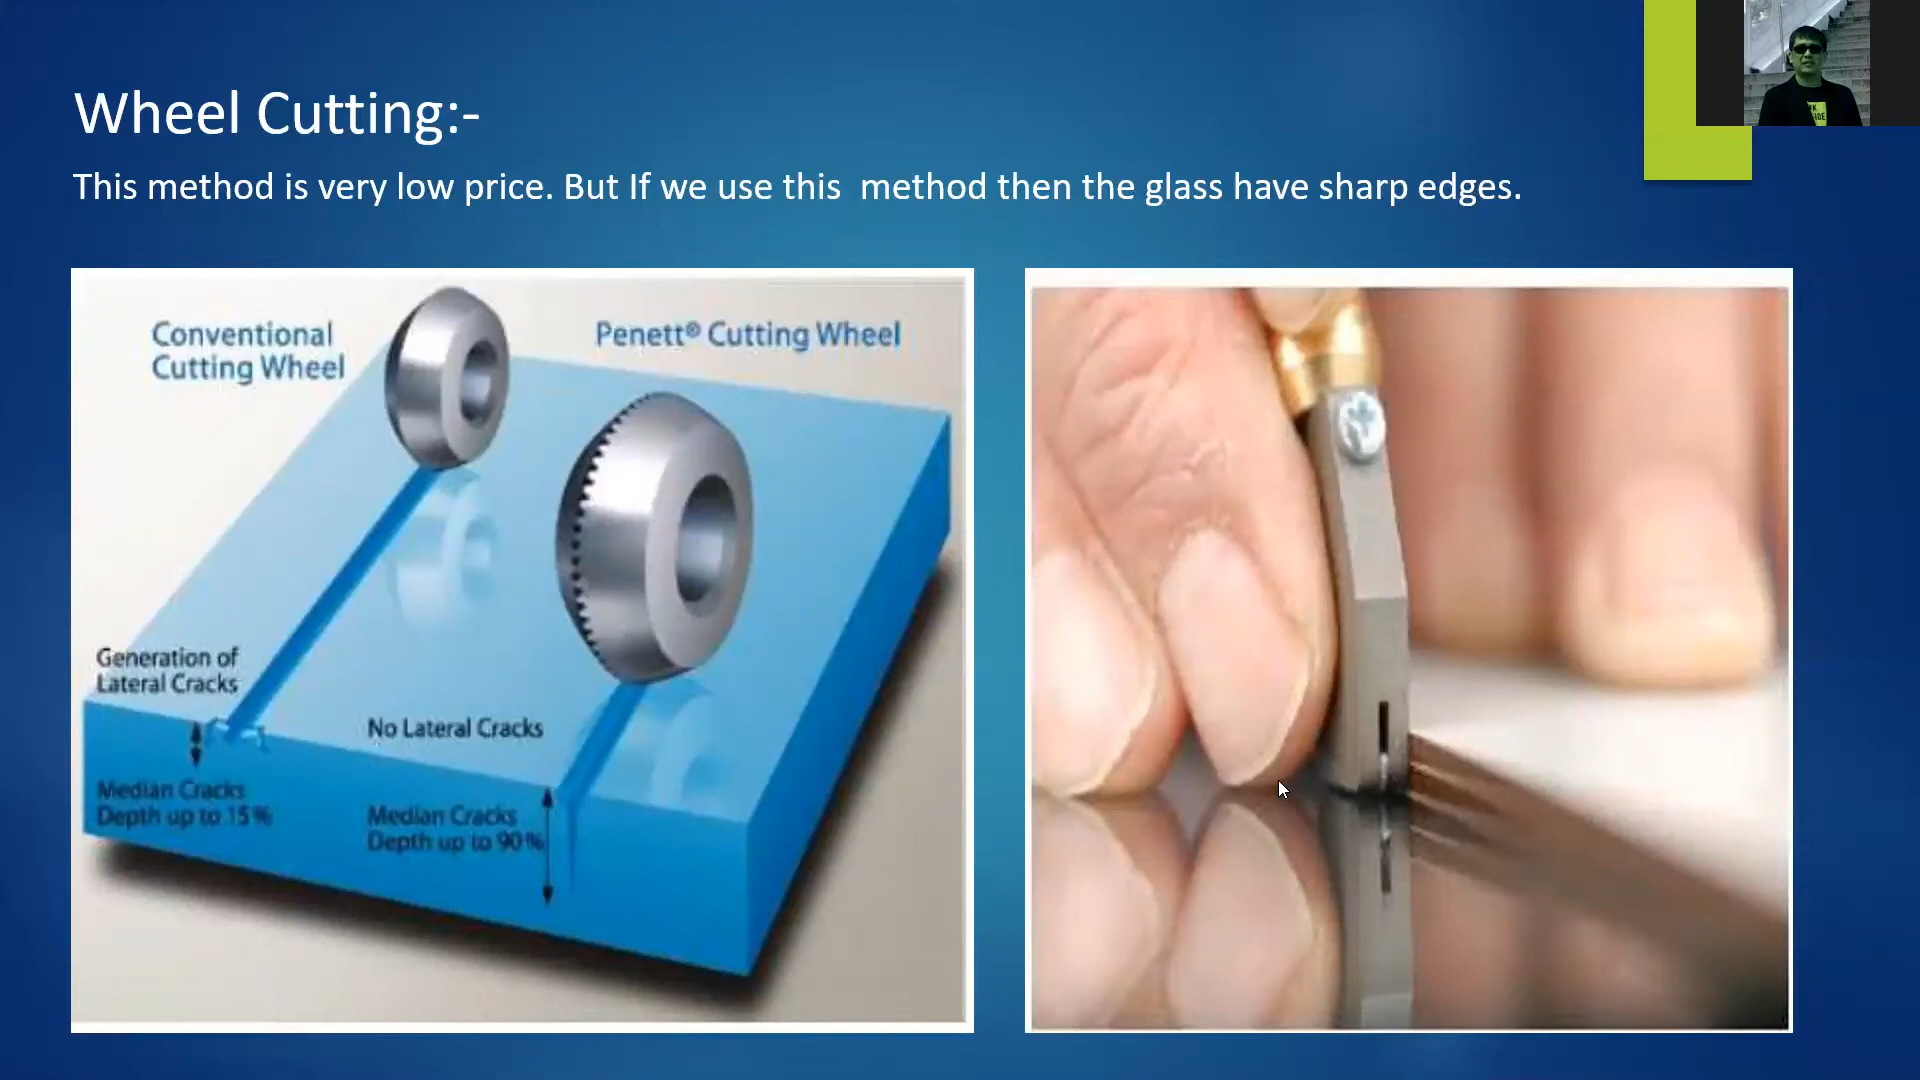 Wheel Cutting:-
This method is very low price. But If we use this  method then the glass have sharp edges.
Conventional
Cutting Wheel
Penett® Cutting Wheel
Generation of
Lateral Cracks
No Lateral Cracks
Median Cracks
Depth up to 15%
Median Cracks
Depth up to 90%